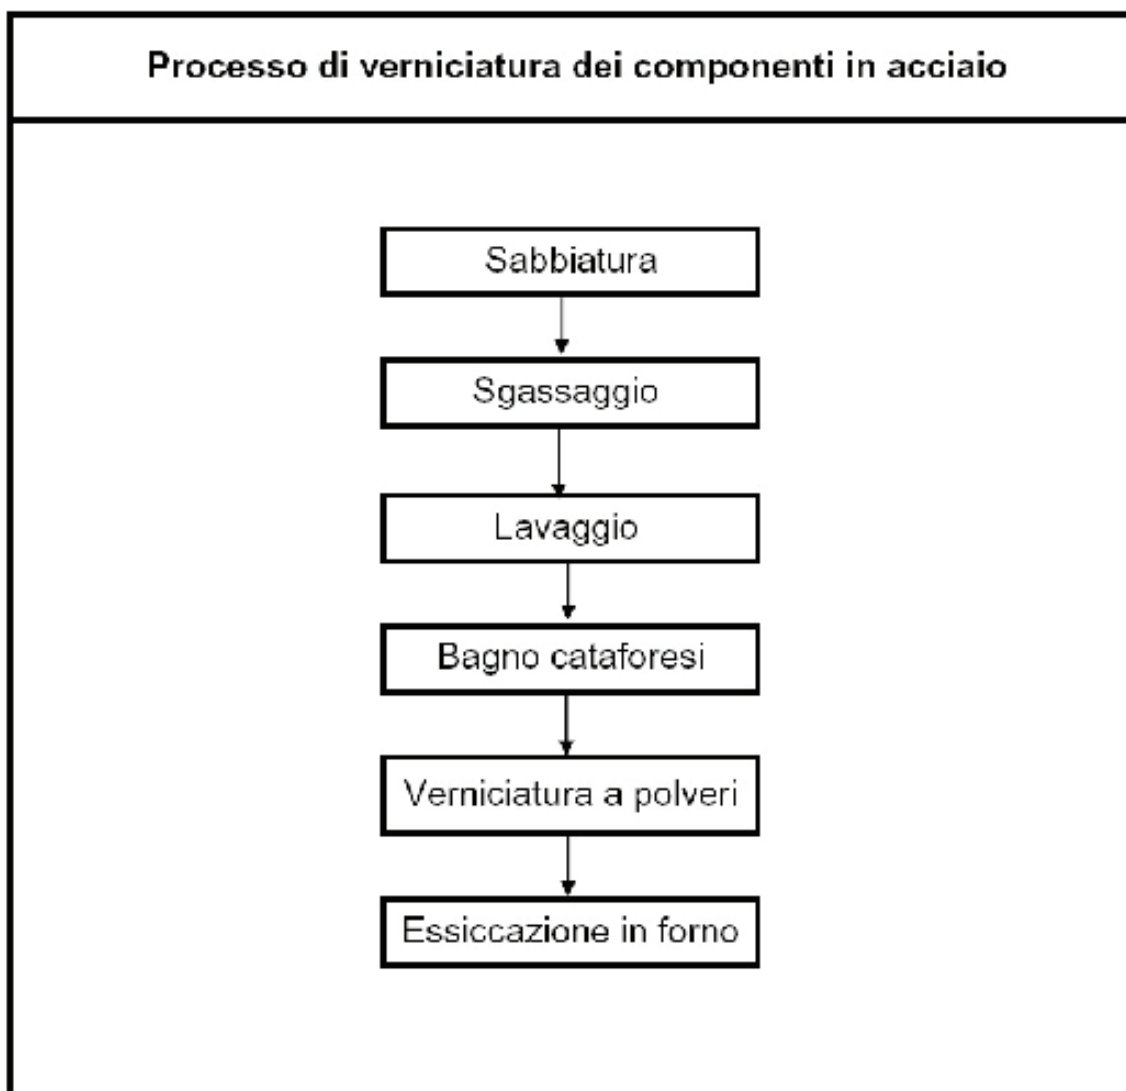 Processo di verniciatura dei componenti in acciaio
Sabbiatura
Sgassaggio
Lavaggio
Bagno cataforesi
Verniciatura a polveri
Essiccazione in forno